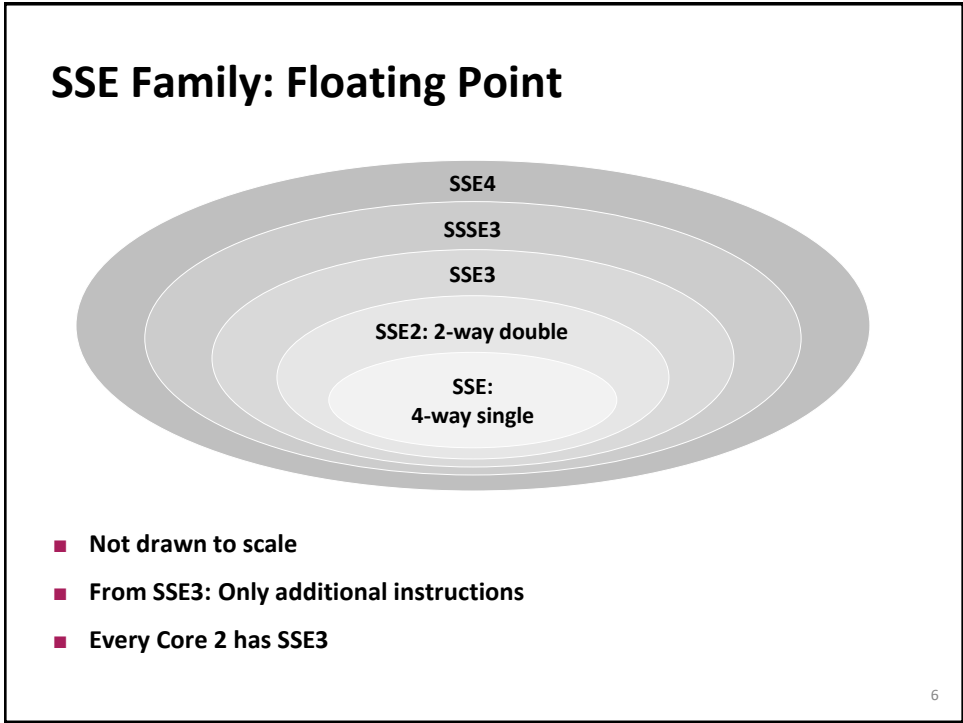 SSE Family: Floating Point
SSE4
SSSE3
SSE3
SSE2: 2-way double
SSE:
4-way single
■ Not drawn to scale
■ From SSE3: Only additional instructions
■ Every Core 2 has SSE3
6